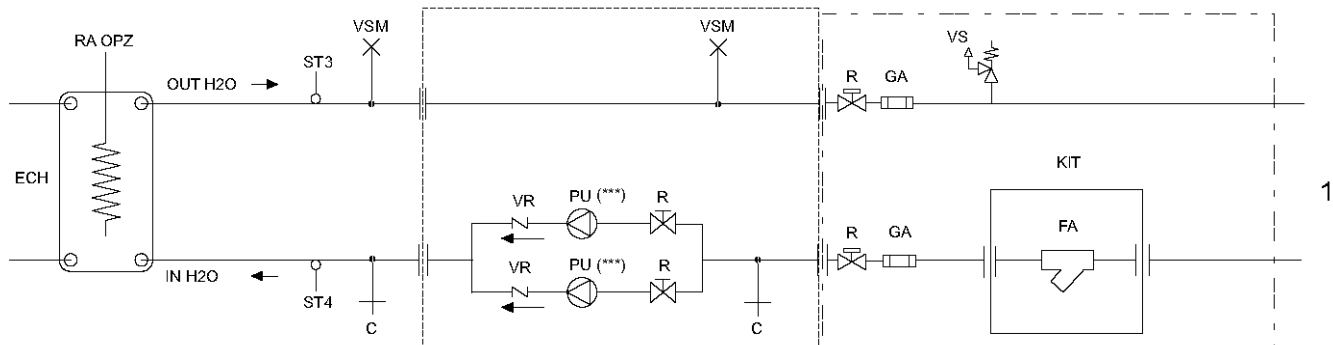 VSM
VSM
VS
RA OPZ
ST3
OUT H2O
R
GA
ECH
KIT
1
PU (***)
R
VR
FA
R
GA
PU (***)
R
VR
IN H2O
ST4
C
C